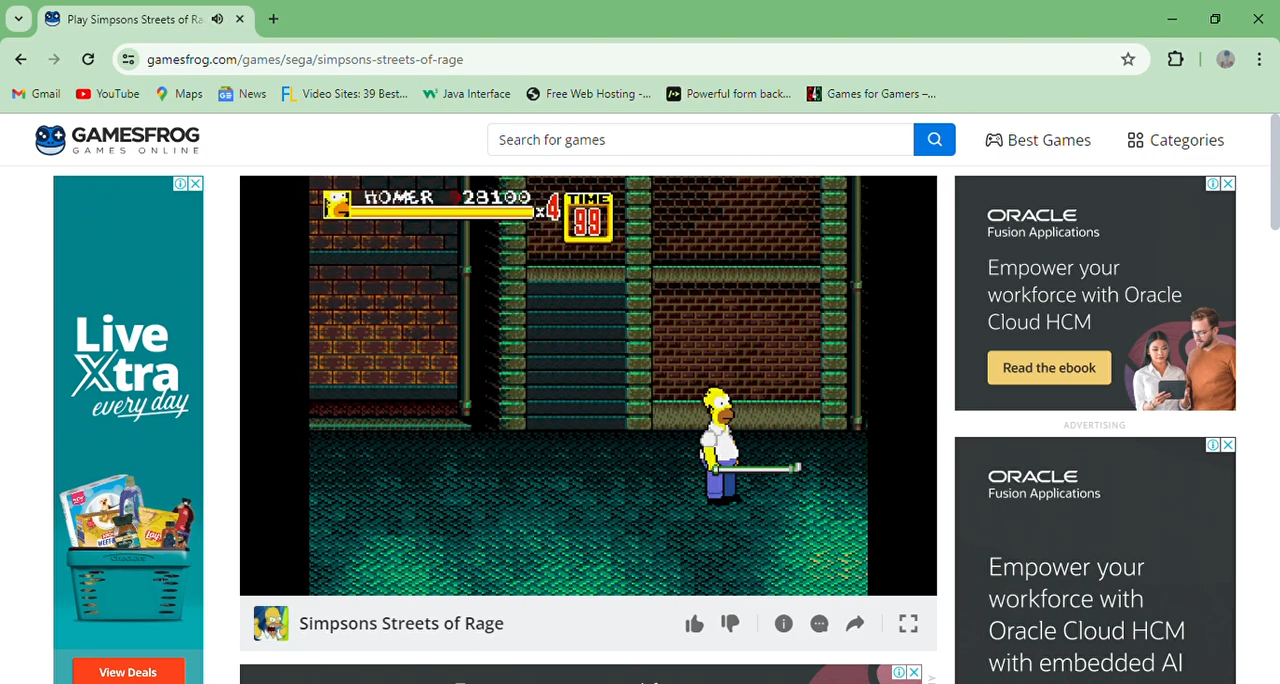 Play Simpsons Streets of Ra
gamesfrog.com/games/sega/simpsons-streets-of-rage
Gmail
YouTube
Maps
News
Video Sites: 39 Best...
Java Interface
Free Web Hosting -...
Powerful form back...
Games for Gamers –...
GAMESFROG
GAMES ONLINE
Search for games
Best Games
Categories
Live
Xtra
every day
View Deals
HOMER 28100
x4
TIME
99
Simpsons Streets of Rage
ORACLE
Fusion Applications
Empower your
workforce with Oracle
Cloud HCM
Read the ebook
ADVERTISING
ORACLE
Fusion Applications
Empower your
workforce with
Oracle Cloud HCM
with embedded AI